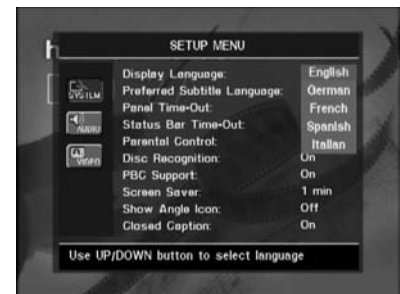 SETUP MENU
SYSTEM
AUDIO
VIDEO
Display Language: English
Preferred Subtitle Language: German
Panel Time-Out: French
Status Bar Time-Out: Spanish
Parental Control: Italian
Disc Recognition: On
PBC Support: On
Screen Saver: 1 min
Show Angle Icon: Off
Closed Caption: On
Use UP/DOWN button to select language